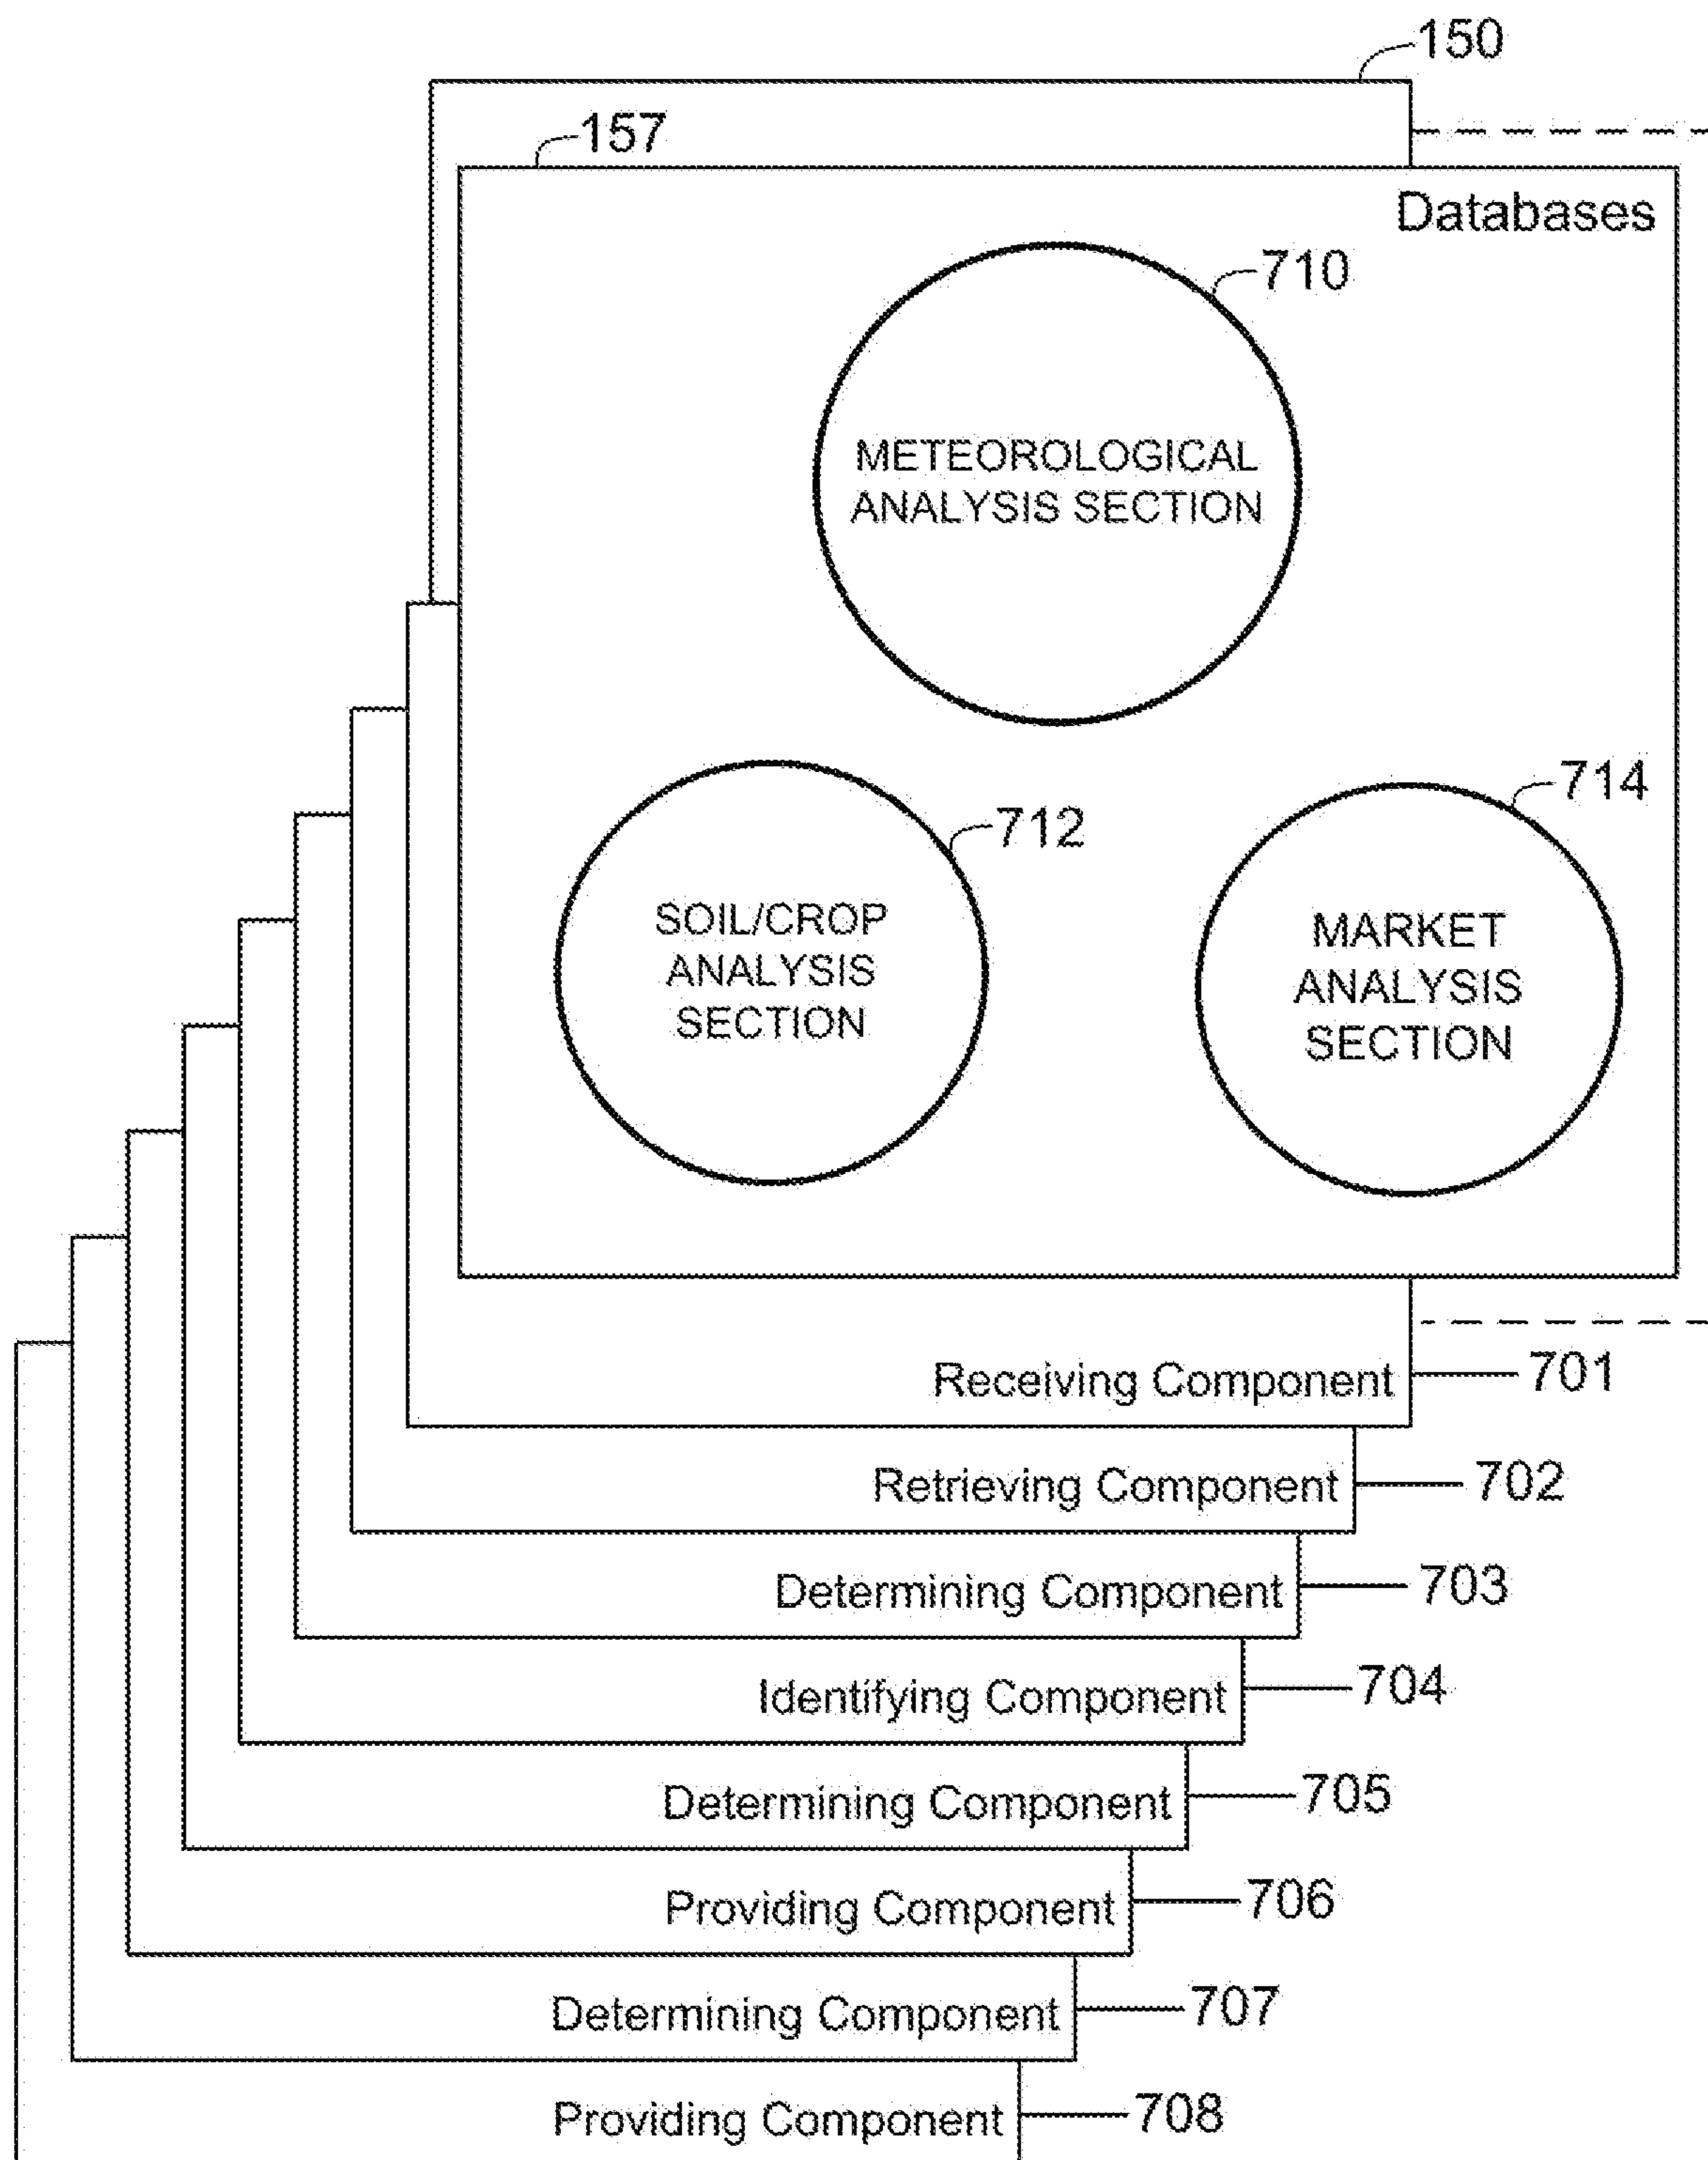 150
157
Databases
710
METEOROLOGICAL
ANALYSIS SECTION
714
712
SOIL/CROP
ANALYSIS
SECTION
MARKET
ANALYSIS
SECTION
Receiving Component 701
Retrieving Component 702
Determining Component 703
Identifying Component 704
Determining Component 705
Providing Component 706
Determining Component 707
Providing Component 708